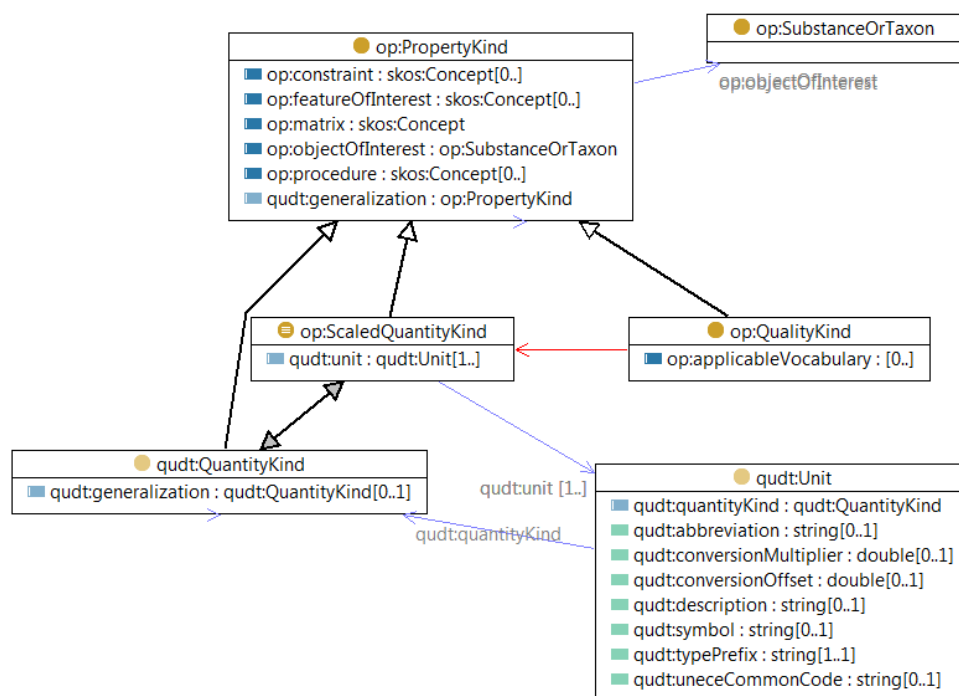 op:PropertyKind
op:constraint : skos:Concept[0..]
op:featureOfInterest : skos:Concept[0..]
op:matrix : skos:Concept
op:objectOfInterest : op:SubstanceOrTaxon
op:procedure : skos:Concept[0..]
qudt:generalization : op:PropertyKind
op:SubstanceOrTaxon
op:objectOfInterest
op:ScaledQuantityKind
qudt:unit : qudt:Unit[1..]
op:QualityKind
op:applicableVocabulary : [0..]
qudt:QuantityKind
qudt:generalization : qudt:QuantityKind[0..1]
qudt:unit [1..]
qudt:quantityKind
qudt:Unit
qudt:quantityKind : qudt:QuantityKind
qudt:abbreviation : string[0..1]
qudt:conversionMultiplier : double[0..1]
qudt:conversionOffset : double[0..1]
qudt:description : string[0..1]
qudt:symbol : string[0..1]
qudt:typePrefix : string[1..1]
qudt:uneceCommonCode : string[0..1]